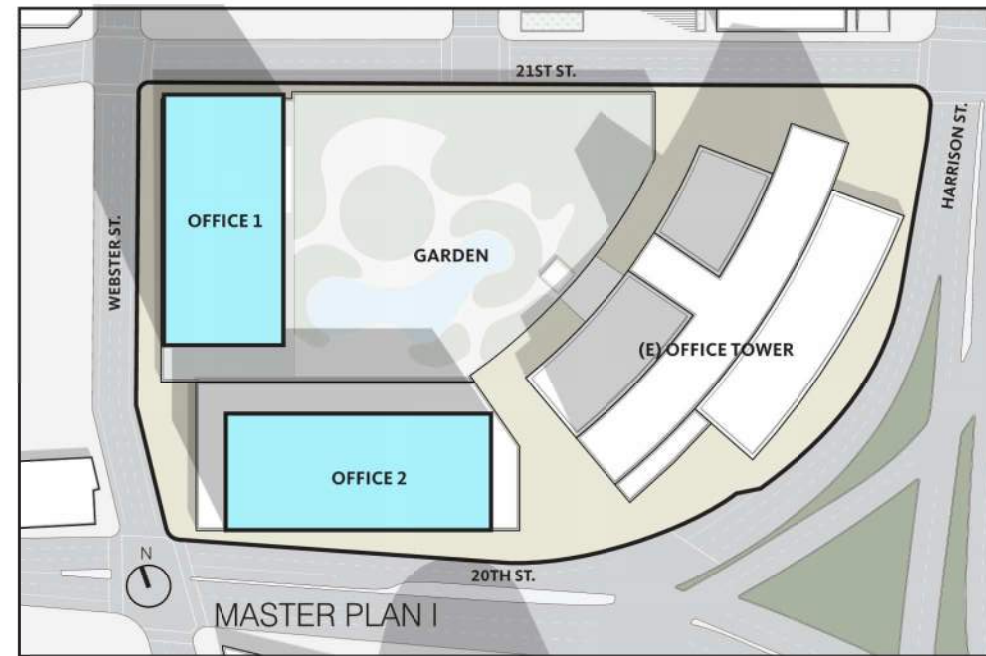 21ST ST.
HARRISON ST.
WEBSTER ST.
OFFICE 1
GARDEN
(E) OFFICE TOWER
OFFICE 2
N
20TH ST.
MASTER PLAN I